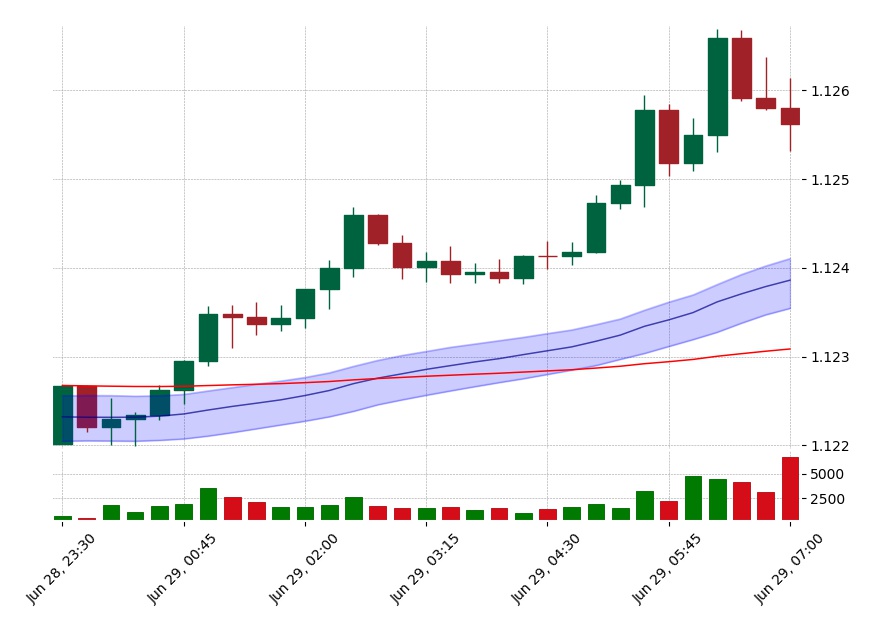 1.126
1.125
1.124
1.123
1.122
5000
2500
Jun 28, 23:30
Jun 29, 00:45
Jun 29, 02:00
Jun 29, 03:15
Jun 29, 04:30
Jun 29, 05:45
Jun 29, 07:00